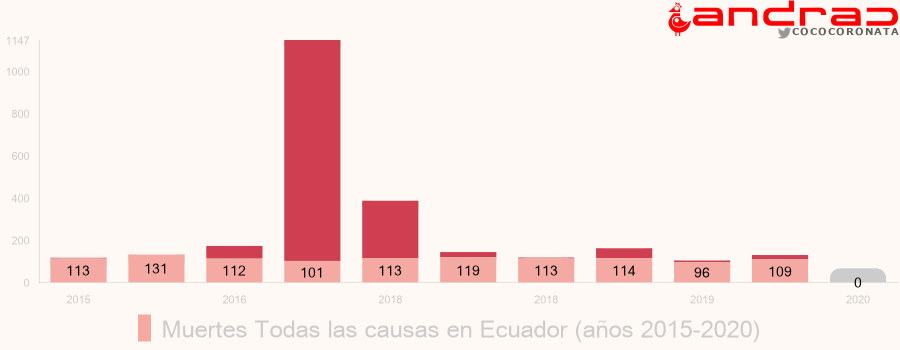 andrac
COCOCORONATA
1147
1000
800
600
400
200
0
113 131 112 101 113 119 113 114 96 109 0
2015 2016 2018 2018 2019 2020
Muertes Todas las causas en Ecuador (años 2015-2020)